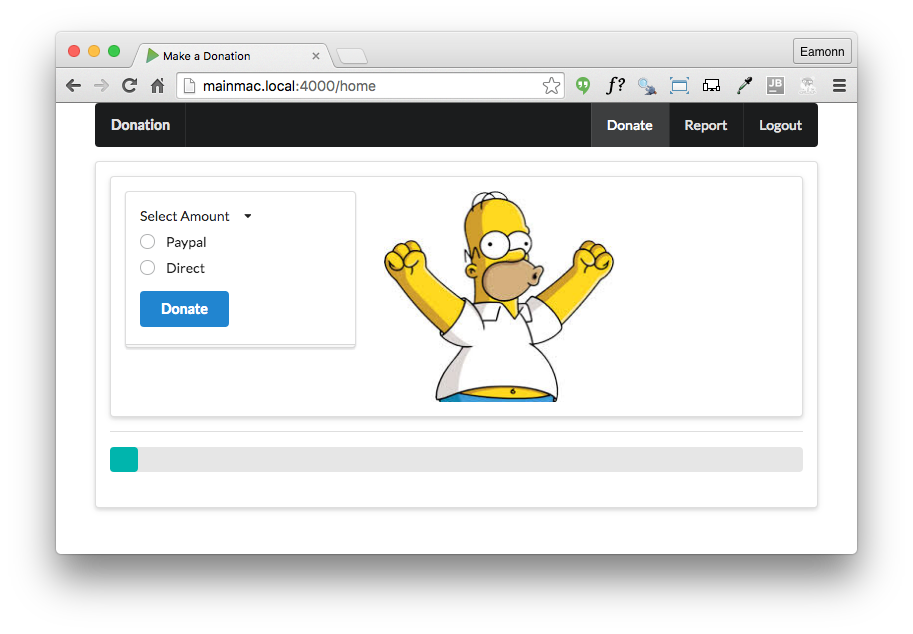 Make a Donation
Eamonn
mainmac.local:4000/home
f?
JB
Donation
Donate
Report
Logout
Select Amount
Paypal
Direct
Donate